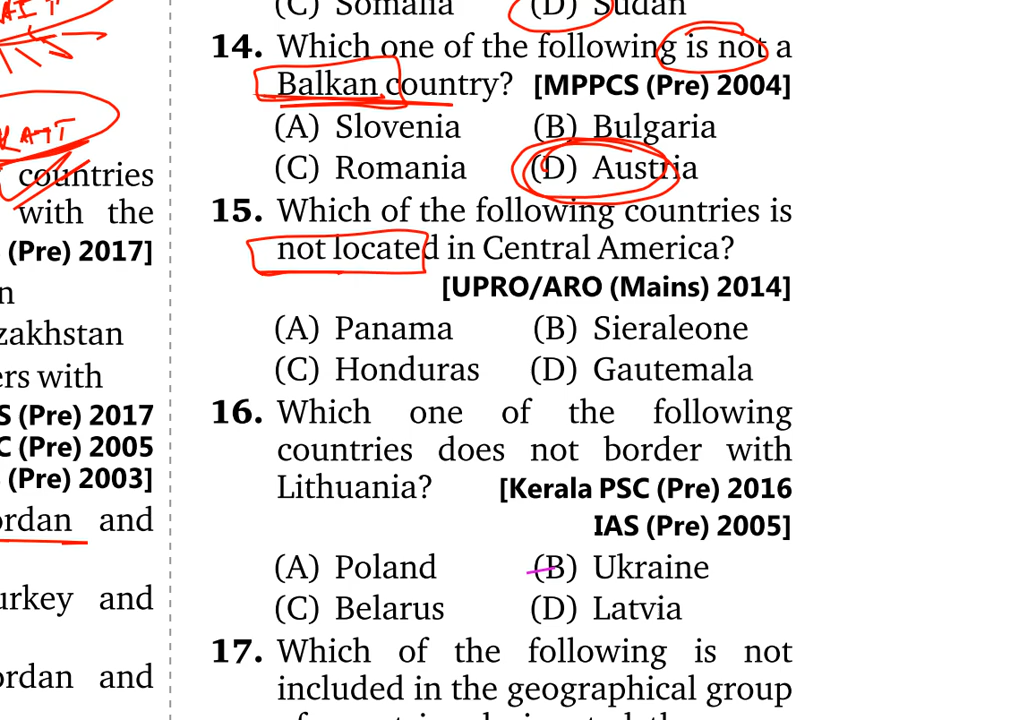 (C) Somalia (D) Sudan
14. Which one of the following is not a
Balkan country? [MPPCS (Pre) 2004]
(A) Slovenia (B) Bulgaria
(C) Romania (D) Austria
15. Which of the following countries is
not located in Central America?
[UPRO/ARO (Mains) 2014]
(A) Panama (B) Sieraleone
(C) Honduras (D) Gautemala
16. Which one of the following
countries does not border with
Lithuania? [Kerala PSC (Pre) 2016
IAS (Pre) 2005]
(A) Poland (B) Ukraine
(C) Belarus (D) Latvia
17. Which of the following is not
included in the geographical group
countries
with the
(Pre) 2017]
n
zakhstan
ers with
S (Pre) 2017
C (Pre) 2005
(Pre) 2003]
ordan and
urkey and
ordan and